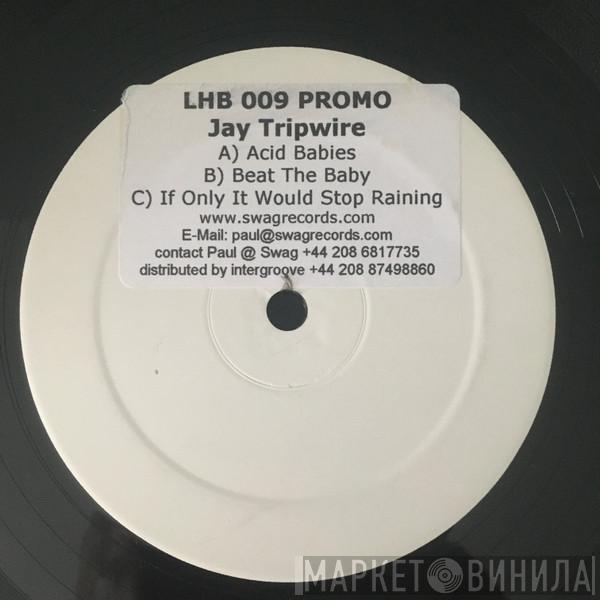 LHB 009 PROMO
Jay Tripwire
A) Acid Babies
B) Beat The Baby
C) If Only It Would Stop Raining
www.swagrecords.com
E-Mail: paul@swagrecords.com
contact Paul @ Swag +44 208 6817735
distributed by intergroove +44 208 87498860
МАРКЕТ ВИНИЛА